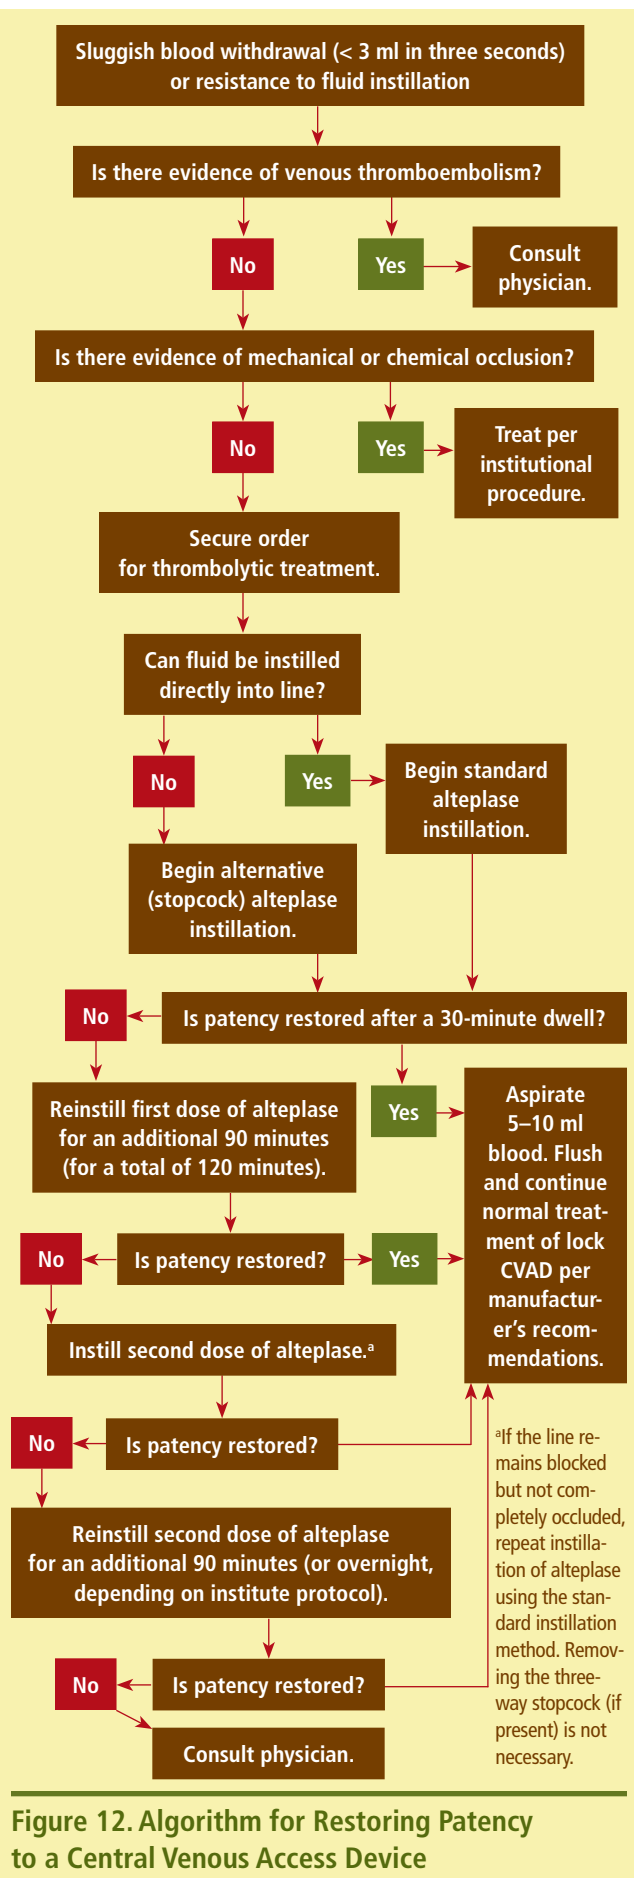 Sluggish blood withdrawal (< 3 ml in three seconds)
or resistance to fluid instillation
Is there evidence of venous thromboembolism?
No
Yes
Consult
physician.
Is there evidence of mechanical or chemical occlusion?
No
Yes
Treat per
institutional
procedure.
Secure order
for thrombolytic treatment.
Can fluid be instilled
directly into line?
No
Yes
Begin standard
alteplase
instillation.
Begin alternative
(stopcock) alteplase
instillation.
No
Is patency restored after a 30-minute dwell?
Reinstill first dose of alteplase
for an additional 90 minutes
(for a total of 120 minutes).
Yes
Aspirate
5–10 ml
blood. Flush
and continue
normal treat-
ment of lock
CVAD per
manufactur-
er's recom-
mendations.
No
Is patency restored?
Yes
Instill second dose of alteplase.ª
No
Is patency restored?
ªIf the line re-
mains blocked
but not com-
pletely occluded,
repeat instilla-
tion of alteplase
using the stan-
dard instillation
method. Remov-
ing the three-
way stopcock (if
present) is not
necessary.
Reinstill second dose of alteplase
for an additional 90 minutes (or overnight,
depending on institute protocol).
No
Is patency restored?
Consult physician.
Figure 12. Algorithm for Restoring Patency
to a Central Venous Access Device